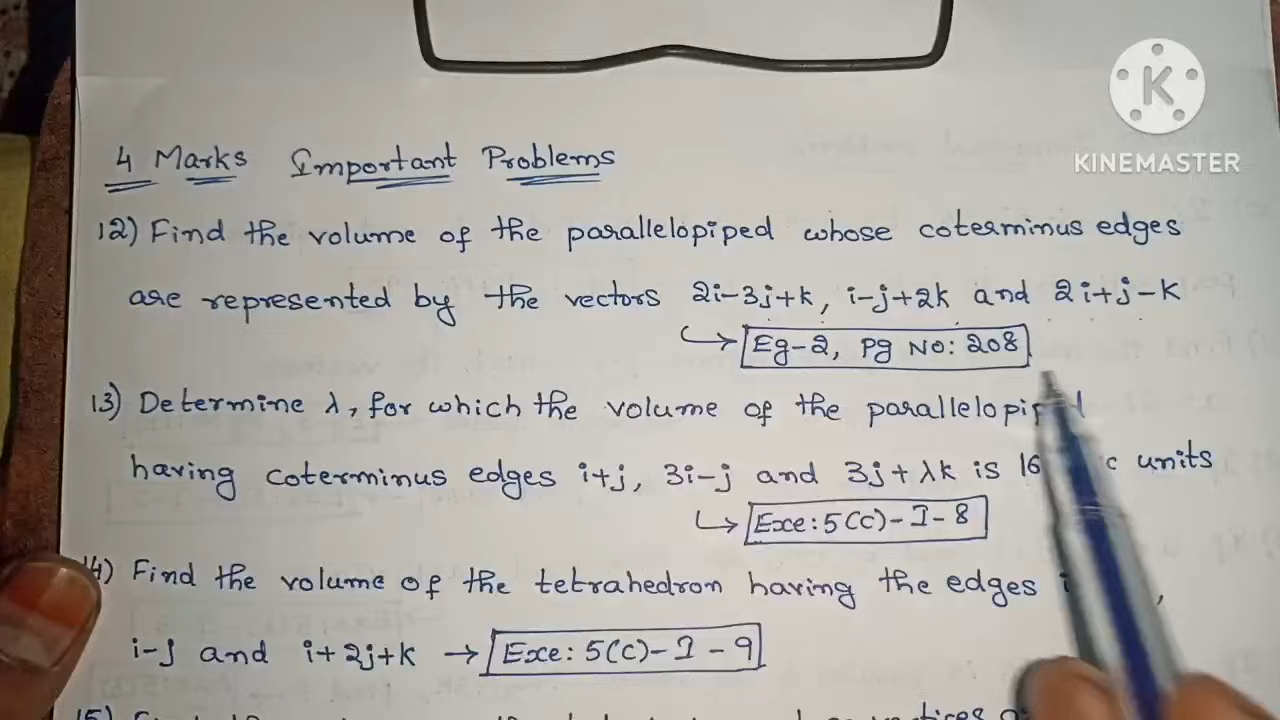 KINEMASTER
4 Marks Important Problems
12) Find the volume of the parallelopiped whose coterminus edges
are represented by the vectors 2i-3j+k, i-j+2k and 2i+j-k
↳ Eg-2, Pg No: 208
13) Determine λ, for which the volume of the parallelopiped
having coterminus edges i+j, 3i-j and 3j+λk is 16 c units
↳ Exe: 5(c)-I-8
14) Find the volume of the tetrahedron having the edges
i-j and i+2j+k → Exe: 5(c)-I-9
15)